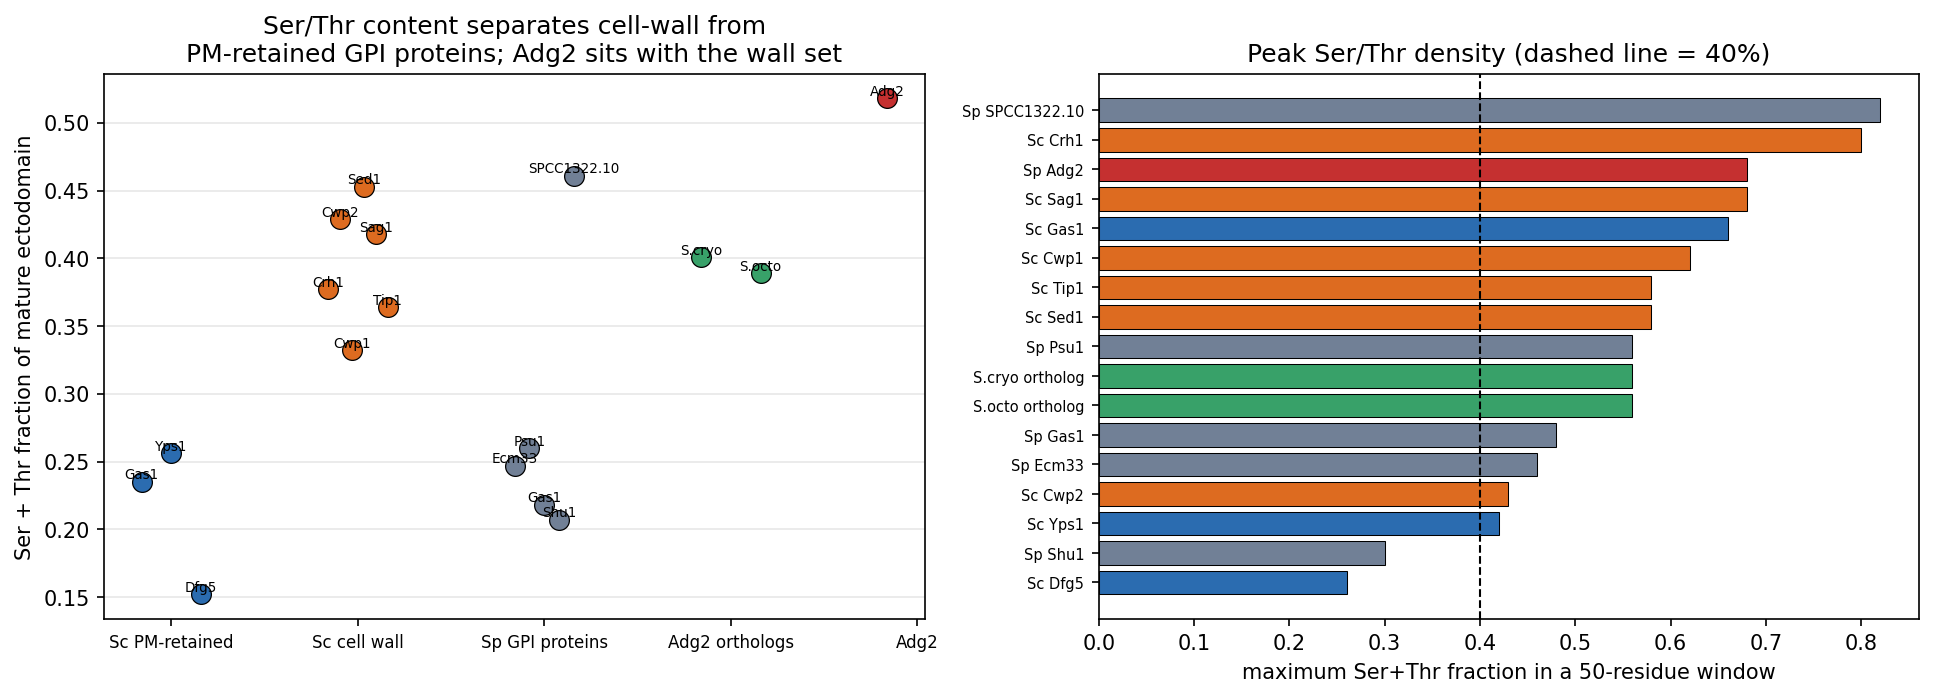 Ser/Thr content separates cell-wall from
PM-retained GPI proteins; Adg2 sits with the wall set
Ser + Thr fraction of mature ectodomain
0.50
0.45
0.40
0.35
0.30
0.25
0.20
0.15
Adg2
SPCC1322.10
Sed1
Cwp2
Sag1
S.cryo
S.octo
Crh1
Tip1
Cwp1
Yps1
Psu1
Ecm33
Gas1
Gas1
Shu1
Dfg5
Sc PM-retained
Sc cell wall
Sp GPI proteins
Adg2 orthologs
Adg2
Peak Ser/Thr density (dashed line = 40%)
Sp SPCC1322.10
Sc Crh1
Sp Adg2
Sc Sag1
Sc Gas1
Sc Cwp1
Sc Tip1
Sc Sed1
Sp Psu1
S.cryo ortholog
S.octo ortholog
Sp Gas1
Sp Ecm33
Sc Cwp2
Sc Yps1
Sp Shu1
Sc Dfg5
0.0 0.1 0.2 0.3 0.4 0.5 0.6 0.7 0.8
maximum Ser+Thr fraction in a 50-residue window